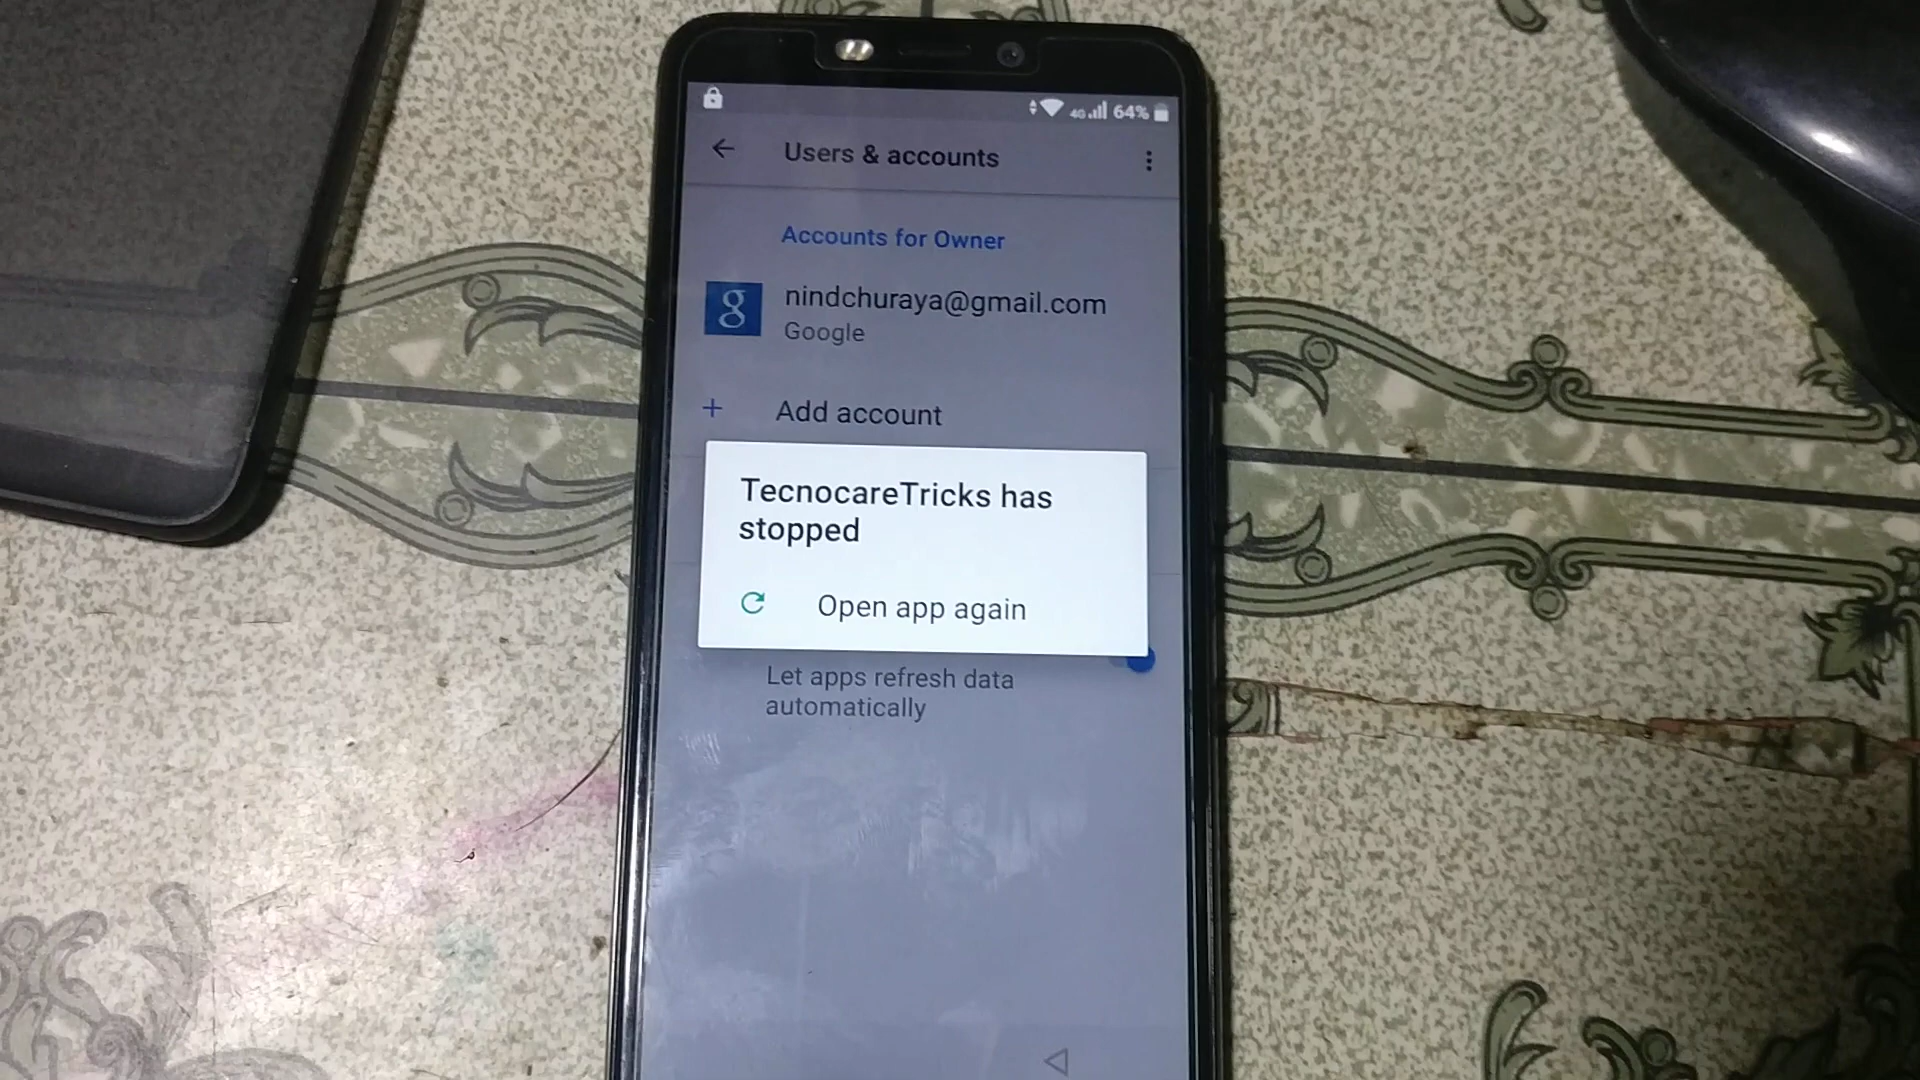 4G 64%
Users & accounts
Accounts for Owner
g
nindchuraya@gmail.com
Google
+ Add account
TecnocareTricks has
stopped
Open app again
Let apps refresh data
automatically